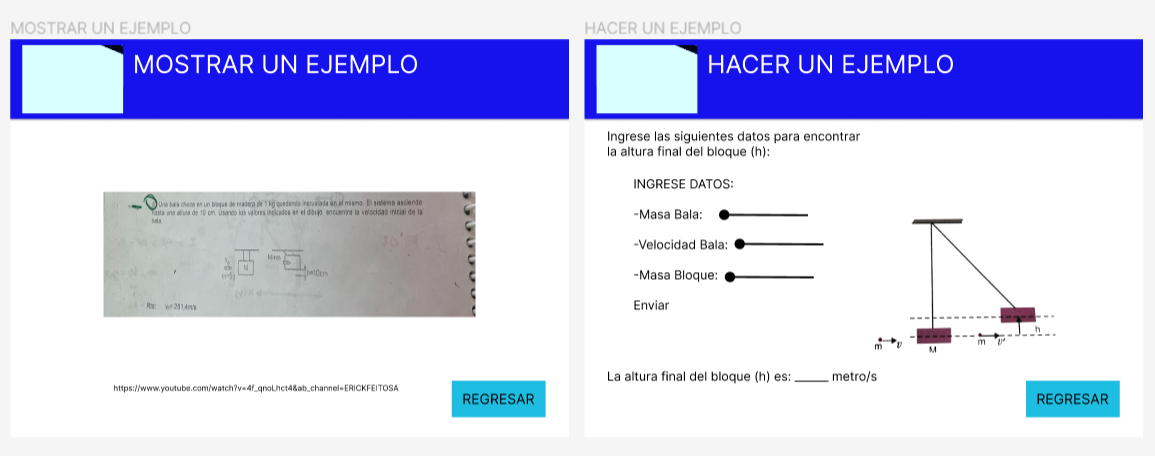 MOSTRAR UN EJEMPLO
MOSTRAR UN EJEMPLO
Una bala choca en un bloque de madera de 1 kg quedando incrustada en el mismo. El sistema asciende
hasta una altura de 10 cm. Usando los valores indicados en el dibujo, encuentre la velocidad inicial de la
bala.
M
M+m
h=10cm
https://www.youtube.com/watch?v=4f_qnoLhct4&ab_channel=ERICKFEITOSA
REGRESAR
HACER UN EJEMPLO
HACER UN EJEMPLO
Ingrese las siguientes datos para encontrar
la altura final del bloque (h):
INGRESE DATOS:
-Masa Bala:
-Velocidad Bala:
-Masa Bloque:
Enviar
h
m
v
M
m
v'
La altura final del bloque (h) es: _____ metro/s
REGRESAR